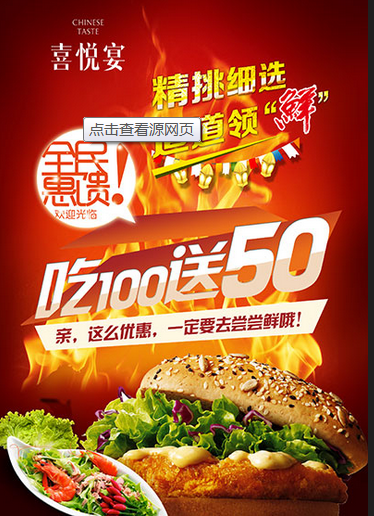 CHINESE
TASTE
喜悦宴
精挑细选
道道领“鲜”
点击查看源网页
全民
惠馈!
欢迎光临
吃100送50
亲，这么优惠，一定要去尝尝鲜哦!